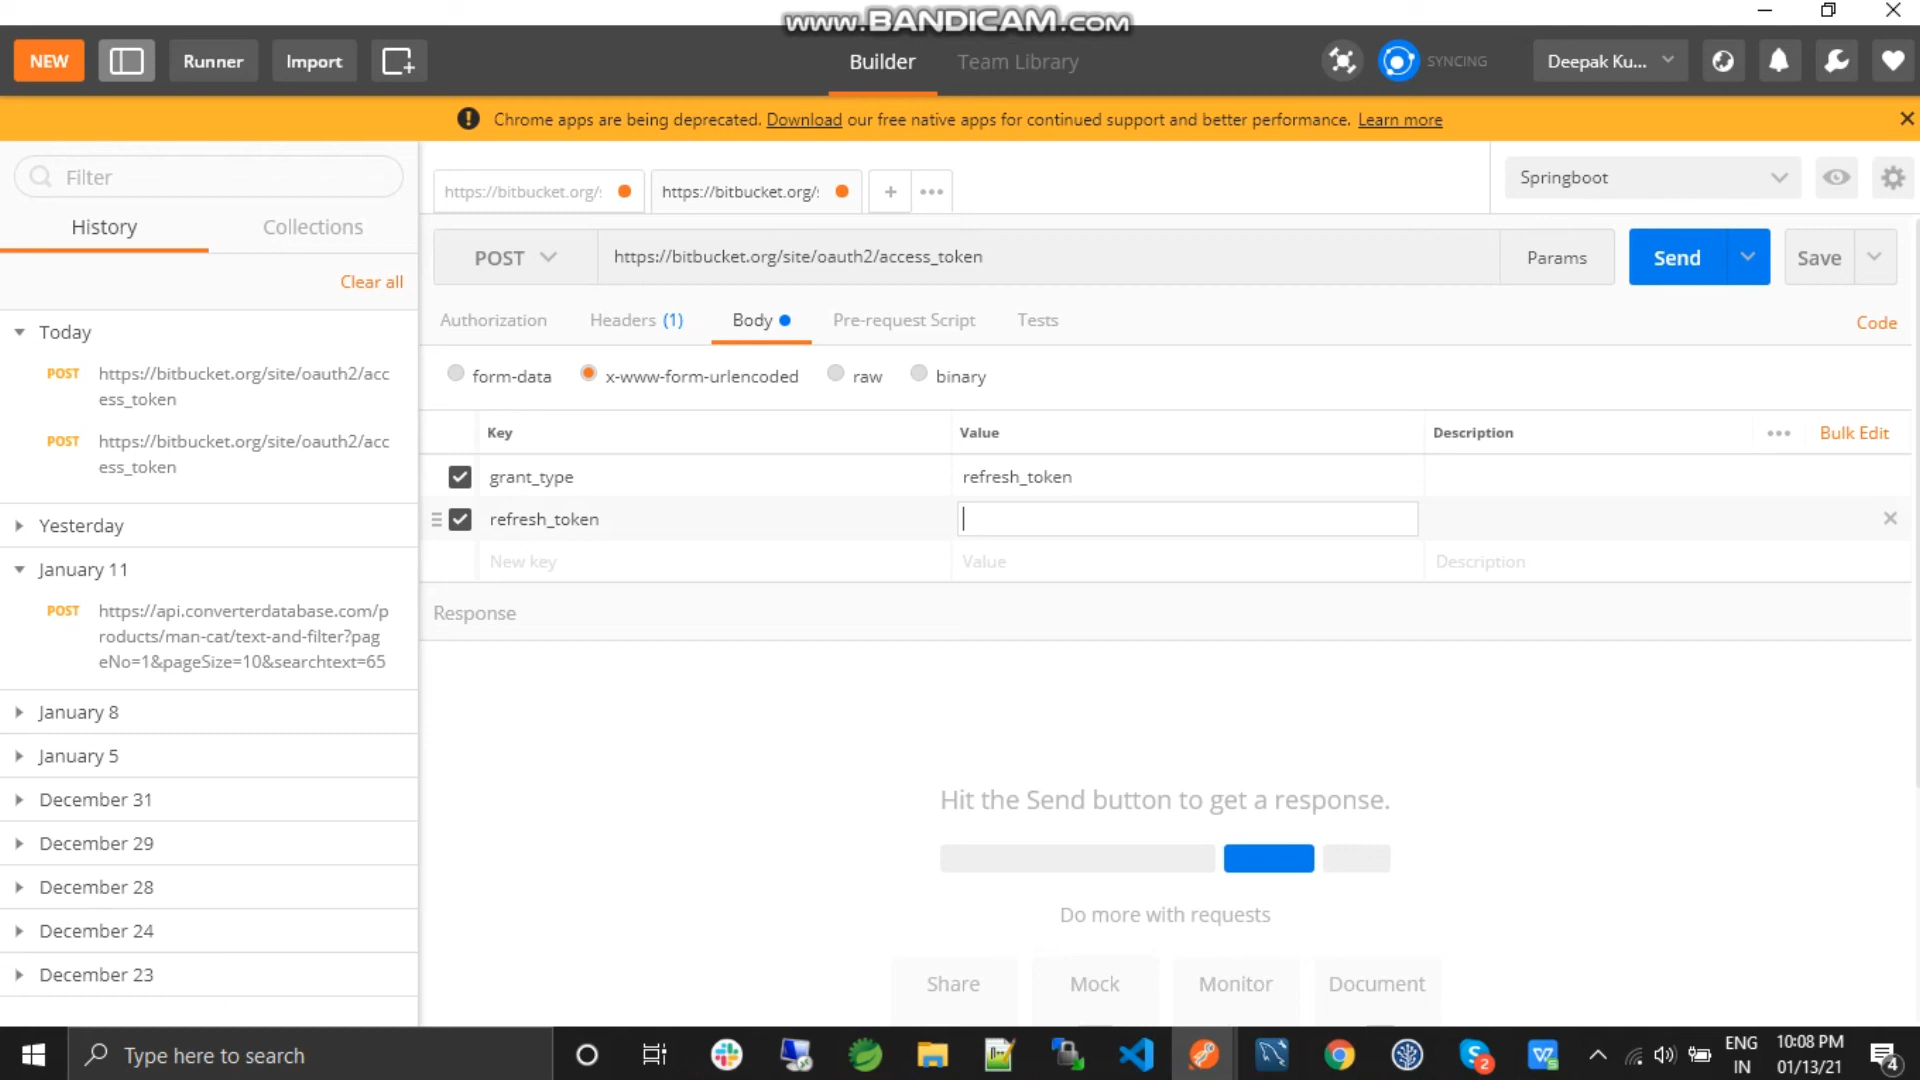 www.BANDICAM.com
NEW
Runner
Import
Builder
Team Library
SYNCING
Deepak Ku...
Chrome apps are being deprecated. Download our free native apps for continued support and better performance. Learn more
Filter
History
Collections
Clear all
Today
POST https://bitbucket.org/site/oauth2/acc
ess_token
POST https://bitbucket.org/site/oauth2/acc
ess_token
Yesterday
January 11
POST https://api.converterdatabase.com/p
roducts/man-cat/text-and-filter?pag
eNo=1&pageSize=10&searchtext=65
January 8
January 5
December 31
December 29
December 28
December 24
December 23
https://bitbucket.org/:
https://bitbucket.org/:
Springboot
POST
https://bitbucket.org/site/oauth2/access_token
Params
Send
Save
Authorization
Headers (1)
Body
Pre-request Script
Tests
Code
form-data
x-www-form-urlencoded
raw
binary
Key
Value
Description
Bulk Edit
grant_type
refresh_token
refresh_token
New key
Value
Description
Response
Hit the Send button to get a response.
Do more with requests
Share
Mock
Monitor
Document
Type here to search
2
ENG
IN
10:08 PM
01/13/21
4